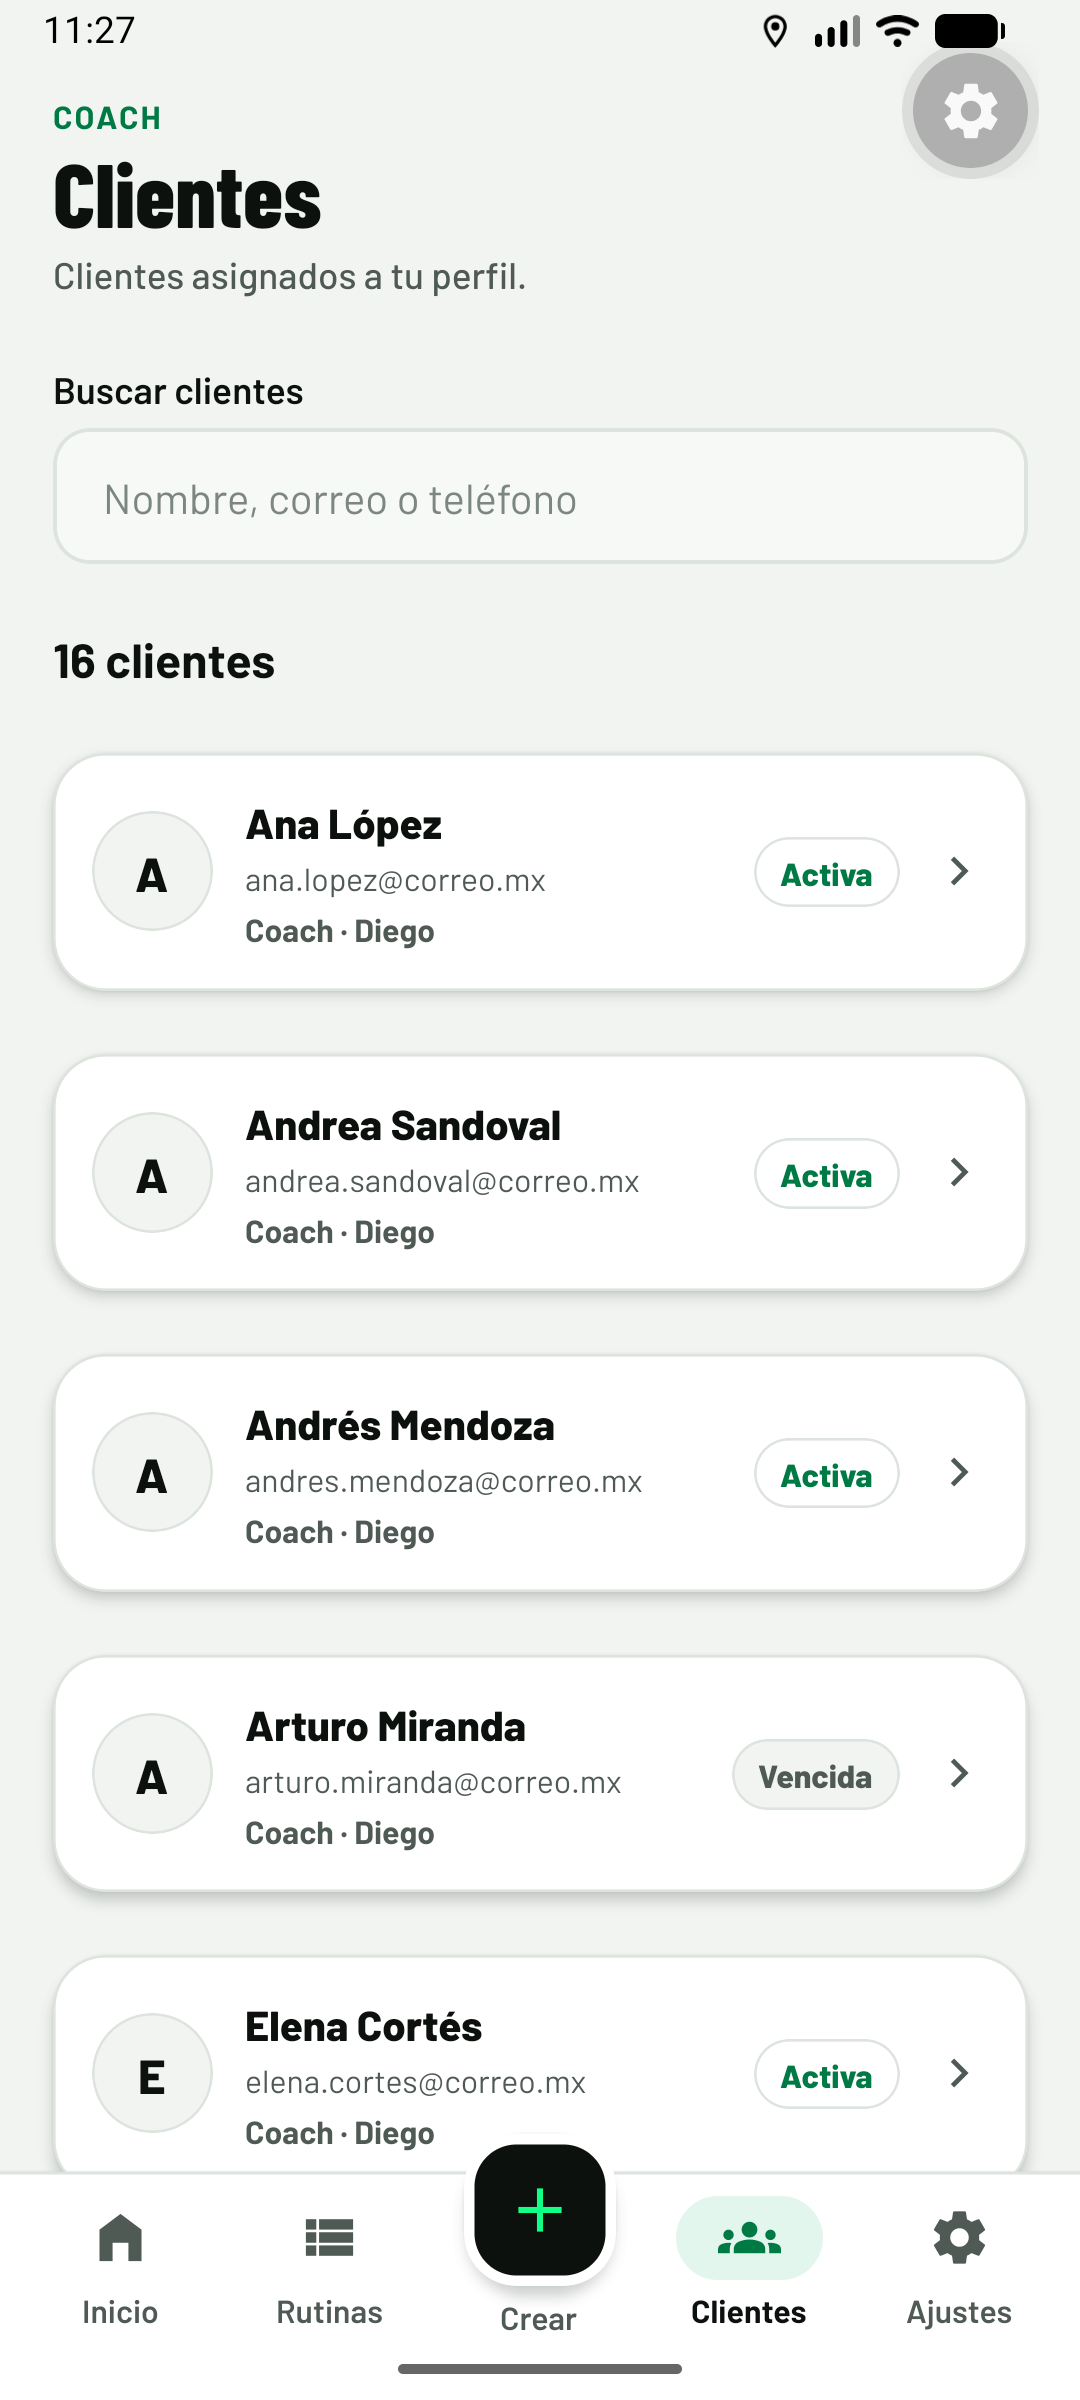 11:27
COACH
Clientes
Clientes asignados a tu perfil.
Buscar clientes
Nombre, correo o teléfono
16 clientes
A
Ana López
ana.lopez@correo.mx
Coach · Diego
Activa
A
Andrea Sandoval
andrea.sandoval@correo.mx
Coach · Diego
Activa
A
Andrés Mendoza
andres.mendoza@correo.mx
Coach · Diego
Activa
A
Arturo Miranda
arturo.miranda@correo.mx
Coach · Diego
Vencida
E
Elena Cortés
elena.cortes@correo.mx
Coach · Diego
Activa
Inicio
Rutinas
Crear
Clientes
Ajustes